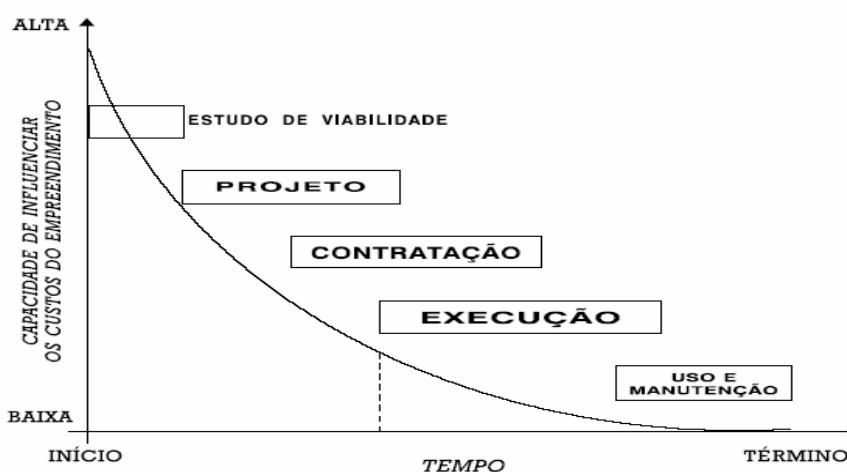 ALTA
CAPACIDADE DE INFLUENCIAR
OS CUSTOS DO EMPREENDIMENTO
ESTUDO DE VIABILIDADE
PROJETO
CONTRATAÇÃO
EXECUÇÃO
USO E
MANUTENÇÃO
BAIXA
INÍCIO
TEMPO
TÉRMINO